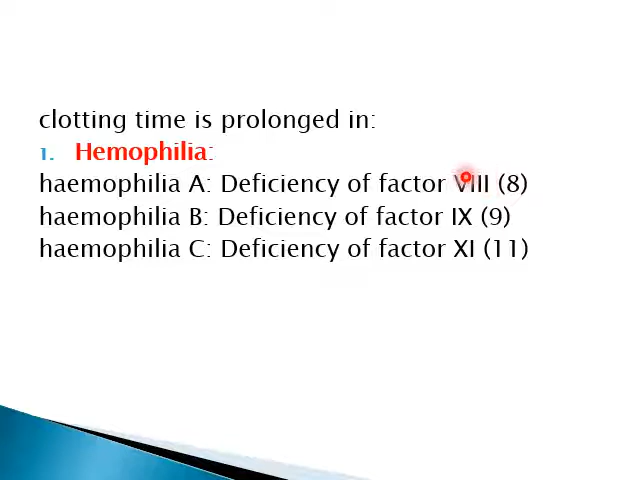 clotting time is prolonged in:
1. Hemophilia:
haemophilia A: Deficiency of factor VIII (8)
haemophilia B: Deficiency of factor IX (9)
haemophilia C: Deficiency of factor XI (11)